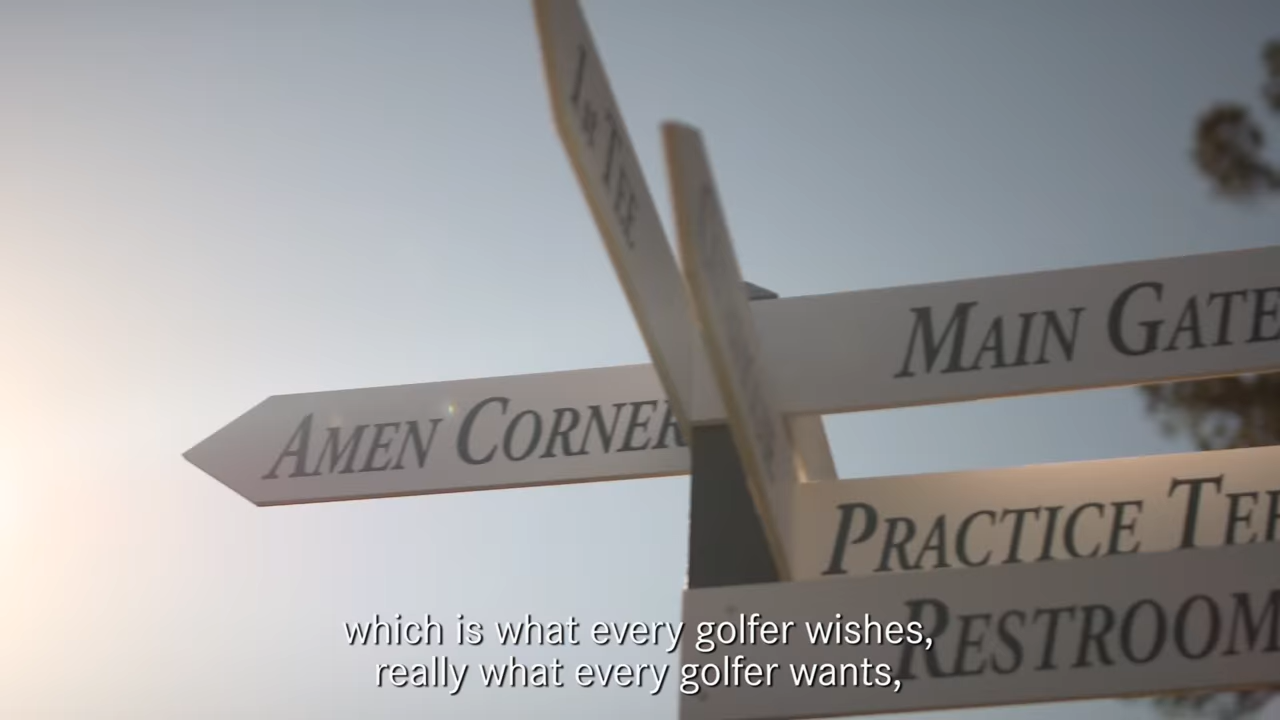 1st TEE
MAIN GATE
AMEN CORNER
PRACTICE TEE
RESTROOM
which is what every golfer wishes,
really what every golfer wants,